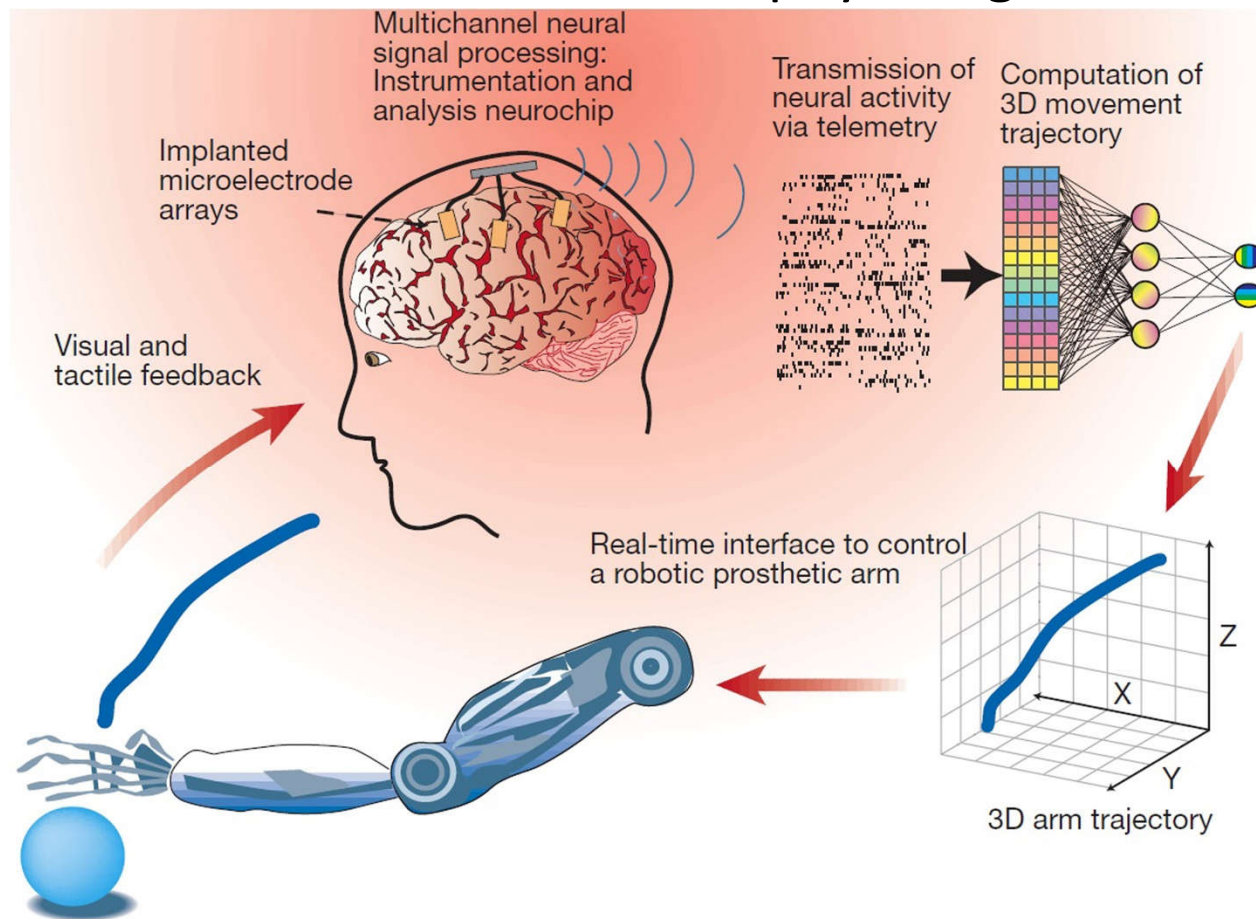 Multichannel neural
signal processing:
Instrumentation and
analysis neurochip
Transmission of
neural activity
via telemetry
Computation of
3D movement
trajectory
Implanted
microelectrode
arrays
Visual and
tactile feedback
Real-time interface to control
a robotic prosthetic arm
Z
X
Y
3D arm trajectory